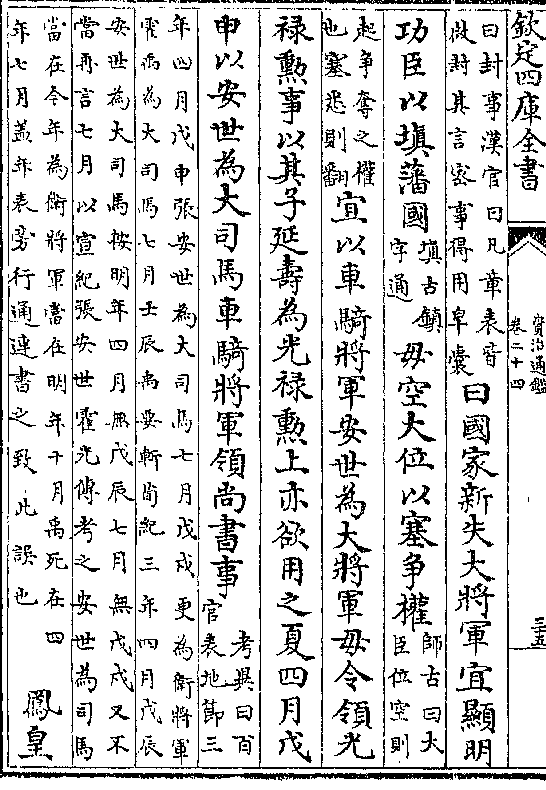 欽定四庫全書
資治通鑑
卷二十四
三五
曰封事漢官曰凡章表皆
做封其言密事得用皁囊
曰國家新失大將軍宜顯明
功臣以塡藩國
塡古鎮
字通
毋空大位以塞爭權
師古曰大
臣位空則
起爭奪之權
也塞悉則翻
宜以車騎將軍安世為大將軍毋令領光
祿勲事以其子延壽為光祿勲上亦欲用之夏四月戊
申以安世為大司馬車騎將軍領尚書事
考異曰百
官表地節三
年四月戊申張安世為大司馬七月戊戌更為衛將軍
霍禹為大司馬七月壬辰禹要斬荀紀三年四月戊辰
安世為大司馬按明年四月無戊辰七月無戊戌又不
當再言七月以宣紀張安世霍光傳考之安世為司馬
當在今年為衛將軍當在明年十月禹死在四
年七月蓋年表旁行通連書之致此誤也
鳳皇